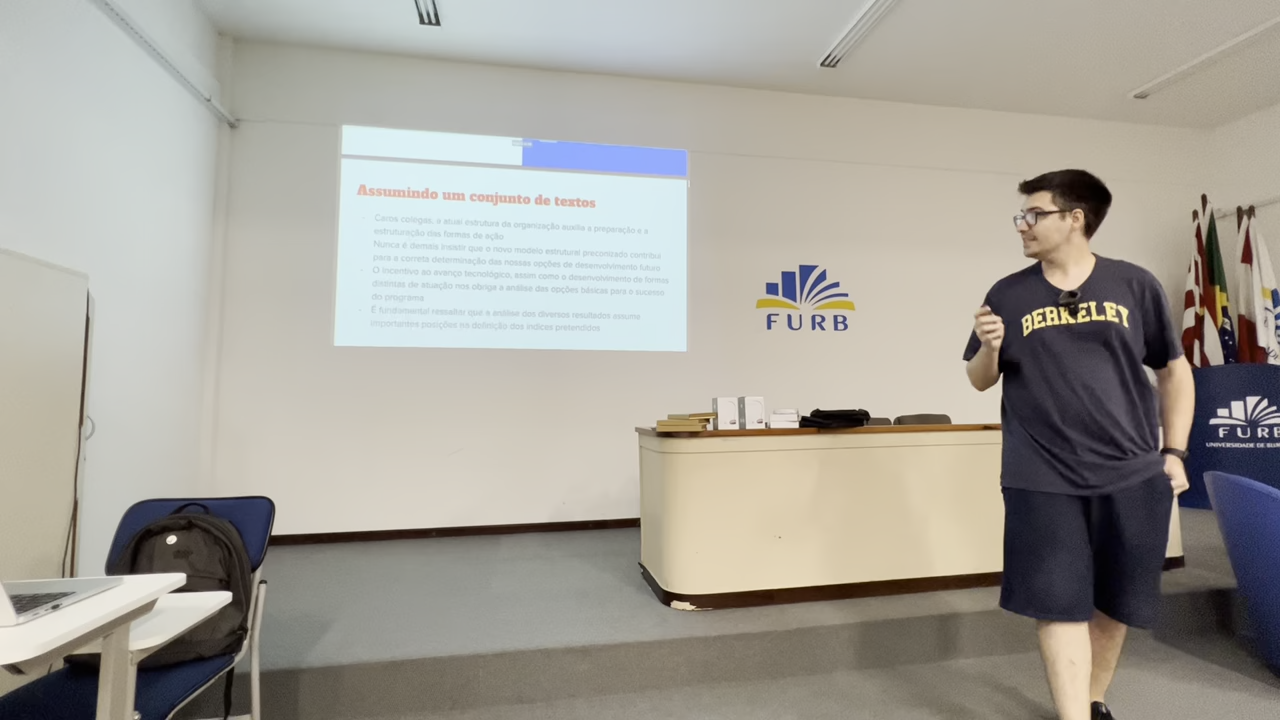 Assumindo um conjunto de textos
- Caros colegas, a atual estrutura da organização auxilia a preparação e a
estruturação das formas de ação
- Nunca é demais insistir que o novo modelo estrutural preconizado contribui
para a correta determinação das nossas opções de desenvolvimento futuro
- O incentivo ao avanço tecnológico, assim como o desenvolvimento de formas
distintas de atuação nos obriga à análise das opções básicas para o sucesso
do programa
- É fundamental ressaltar que a análise dos diversos resultados assume
importantes posições na definição dos índices pretendidos
FURB
BERKELEY
FURB
UNIVERSIDADE DE